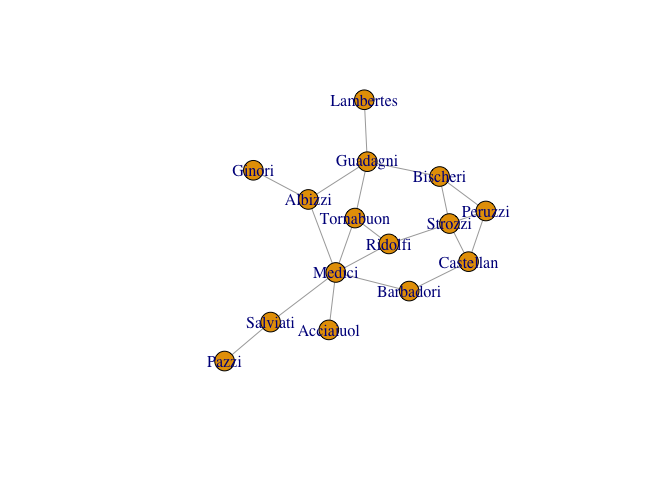 Lambertes
Guadagni
Ginori
Bischeri
Albizzi
Peruzzi
Tornabuon
Strozzi
Ridolfi
Castellan
Medici
Barbadori
Salviati
Acciaiuol
Pazzi